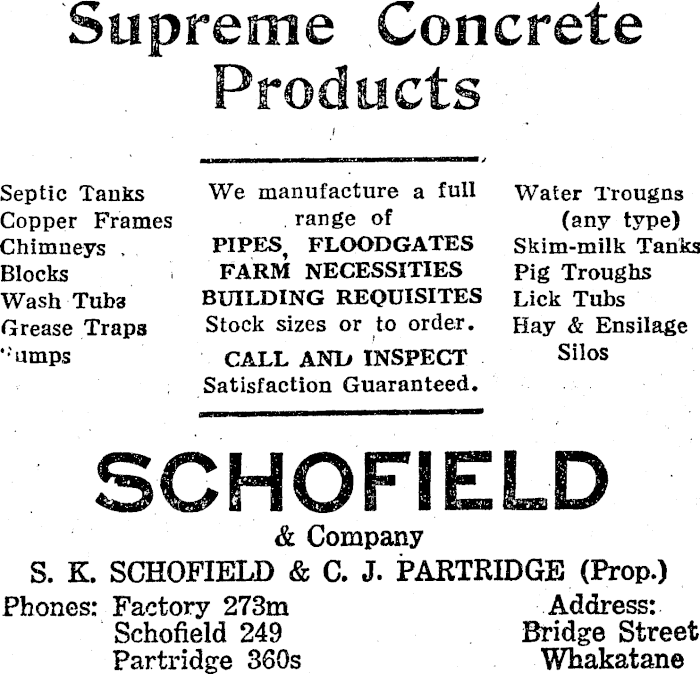 Supreme Concrete
Products
Septic Tanks
Copper Frames
Chimneys
Blocks
Wash Tubs
Grease Traps
Sumps
We manufacture a full
range of
PIPES, FLOODGATES
FARM NECESSITIES
BUILDING REQUISITES
Stock sizes or to order.
CALL AND INSPECT
Satisfaction Guaranteed.
Water Troughs
(any type)
Skim-milk Tanks
Pig Troughs
Lick Tubs
Hay & Ensilage
Silos
SCHOFIELD
& Company
S. K. SCHOFIELD & C. J. PARTRIDGE (Prop.)
Phones: Factory 273m
Schofield 249
Partridge 360s
Address:
Bridge Street
Whakatane